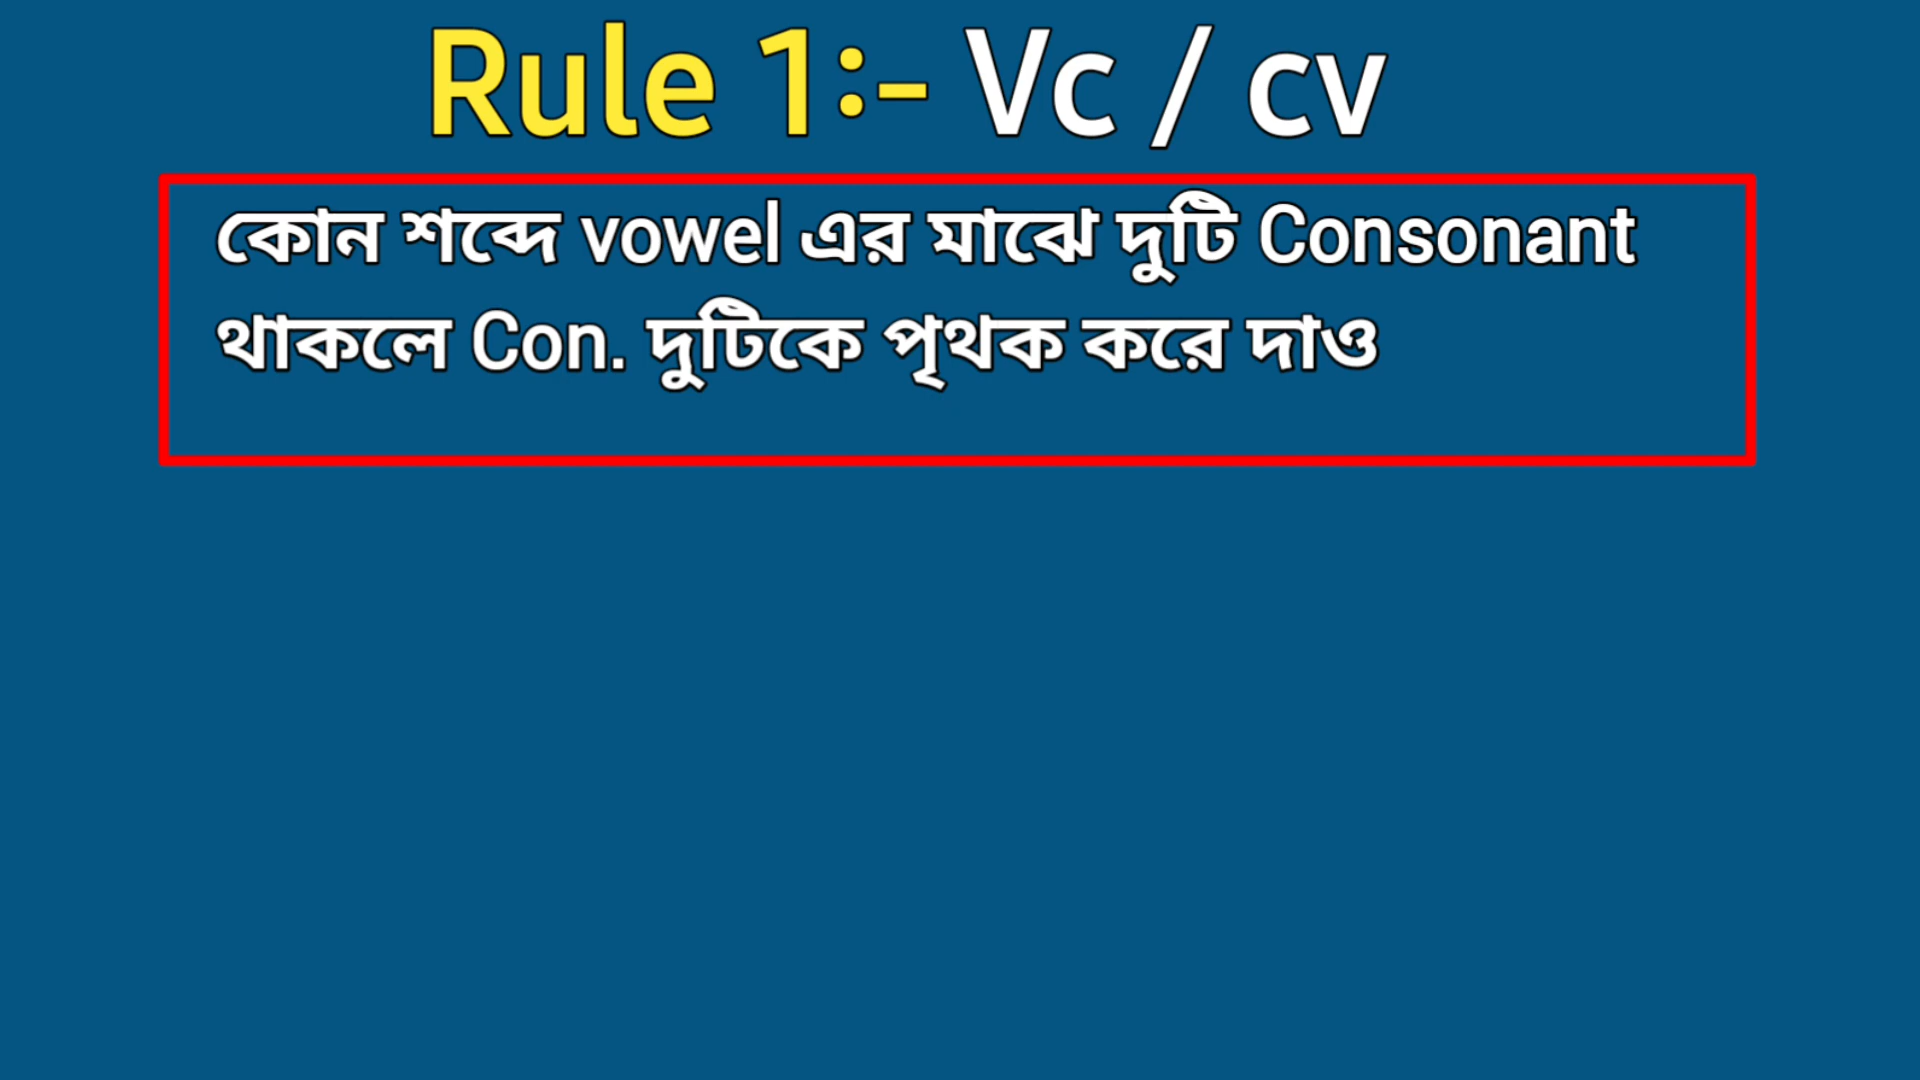 Rule 1:- Vc / cv
কোন শব্দে vowel এর মাঝে দুটি Consonant
থাকলে Con. দুটিকে পৃথক করে দাও